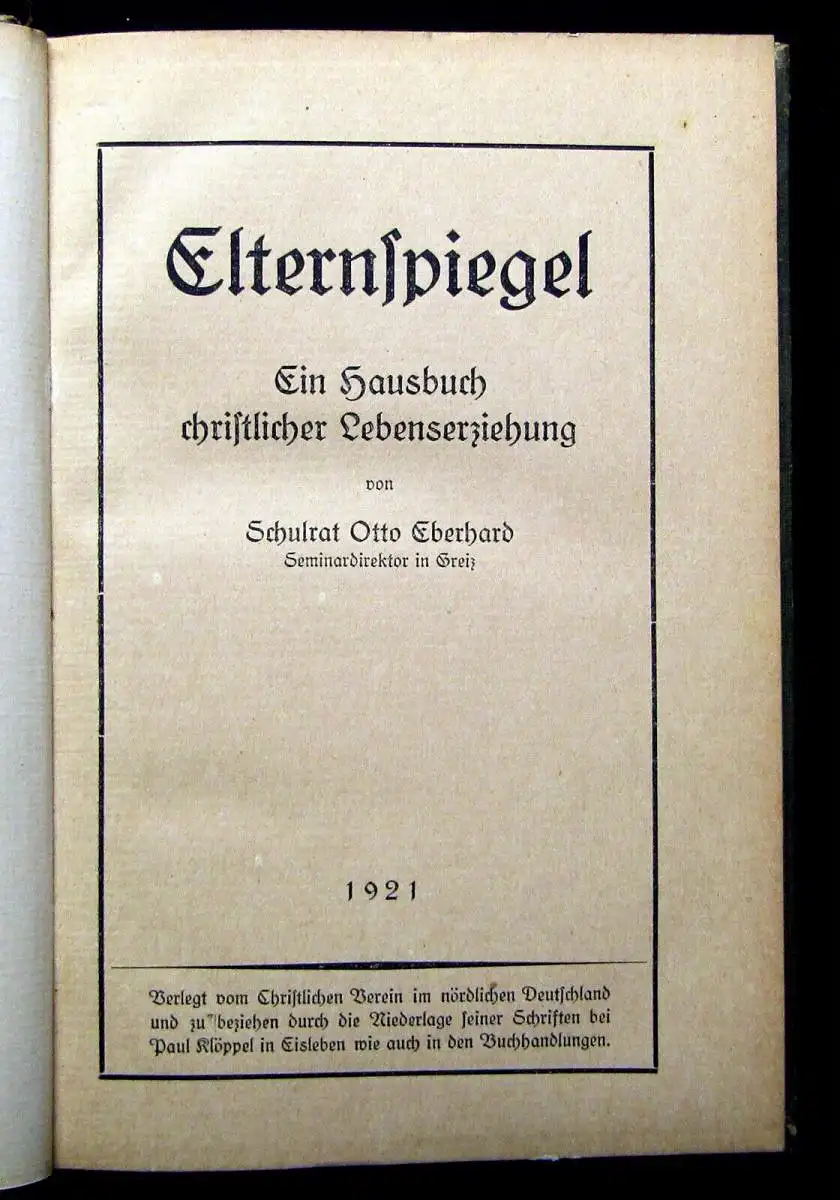 Elternſpiegel
Ein Hausbuch
chriſtlicher Lebenserziehung
von
Schulrat Otto Eberhard
Seminardirektor in Greiz
1921
Verlegt vom Chriſtlichen Verein im nördlichen Deutſchland
und zu beziehen durch die Niederlage ſeiner Schriften bei
Paul Klöppel in Eisleben wie auch in den Buchhandlungen.